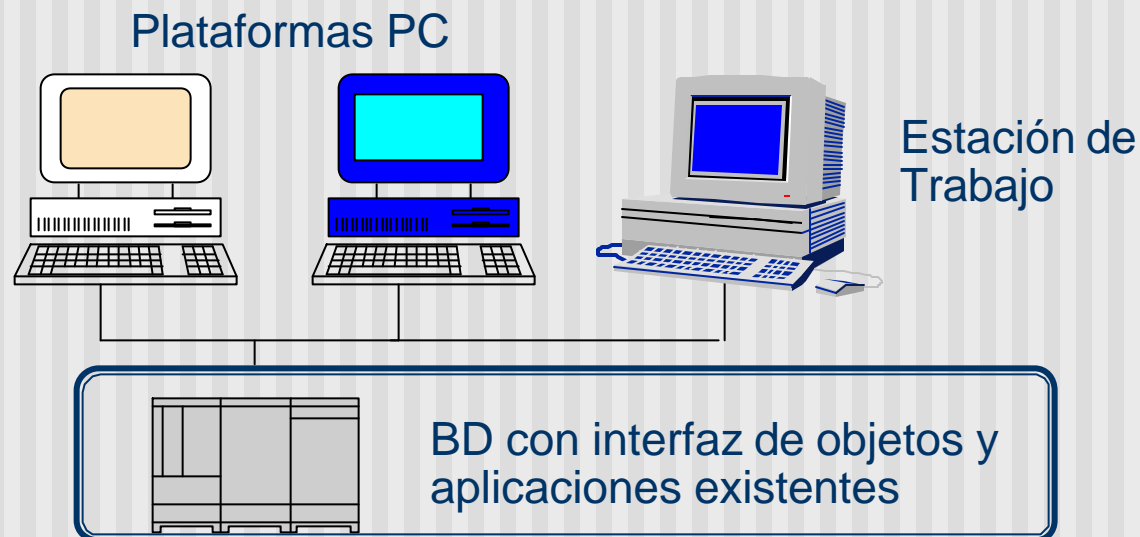 Plataformas PC
Estación de
Trabajo
BD con interfaz de objetos y
aplicaciones existentes